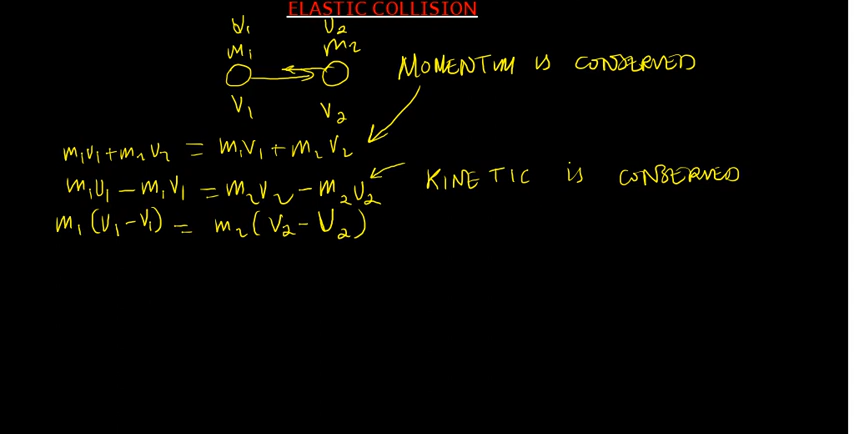 ELASTIC COLLISION
U₁ U₂
m₁ m₂
V₁ V₂
MOMENTUM IS CONSERVED
m₁U₁ + m₂U₂ = m₁V₁ + m₂V₂
m₁U₁ - m₁V₁ = m₂V₂ - m₂U₂
KINETIC IS CONSERVED
m₁(U₁ - V₁) = m₂(V₂ - U₂)